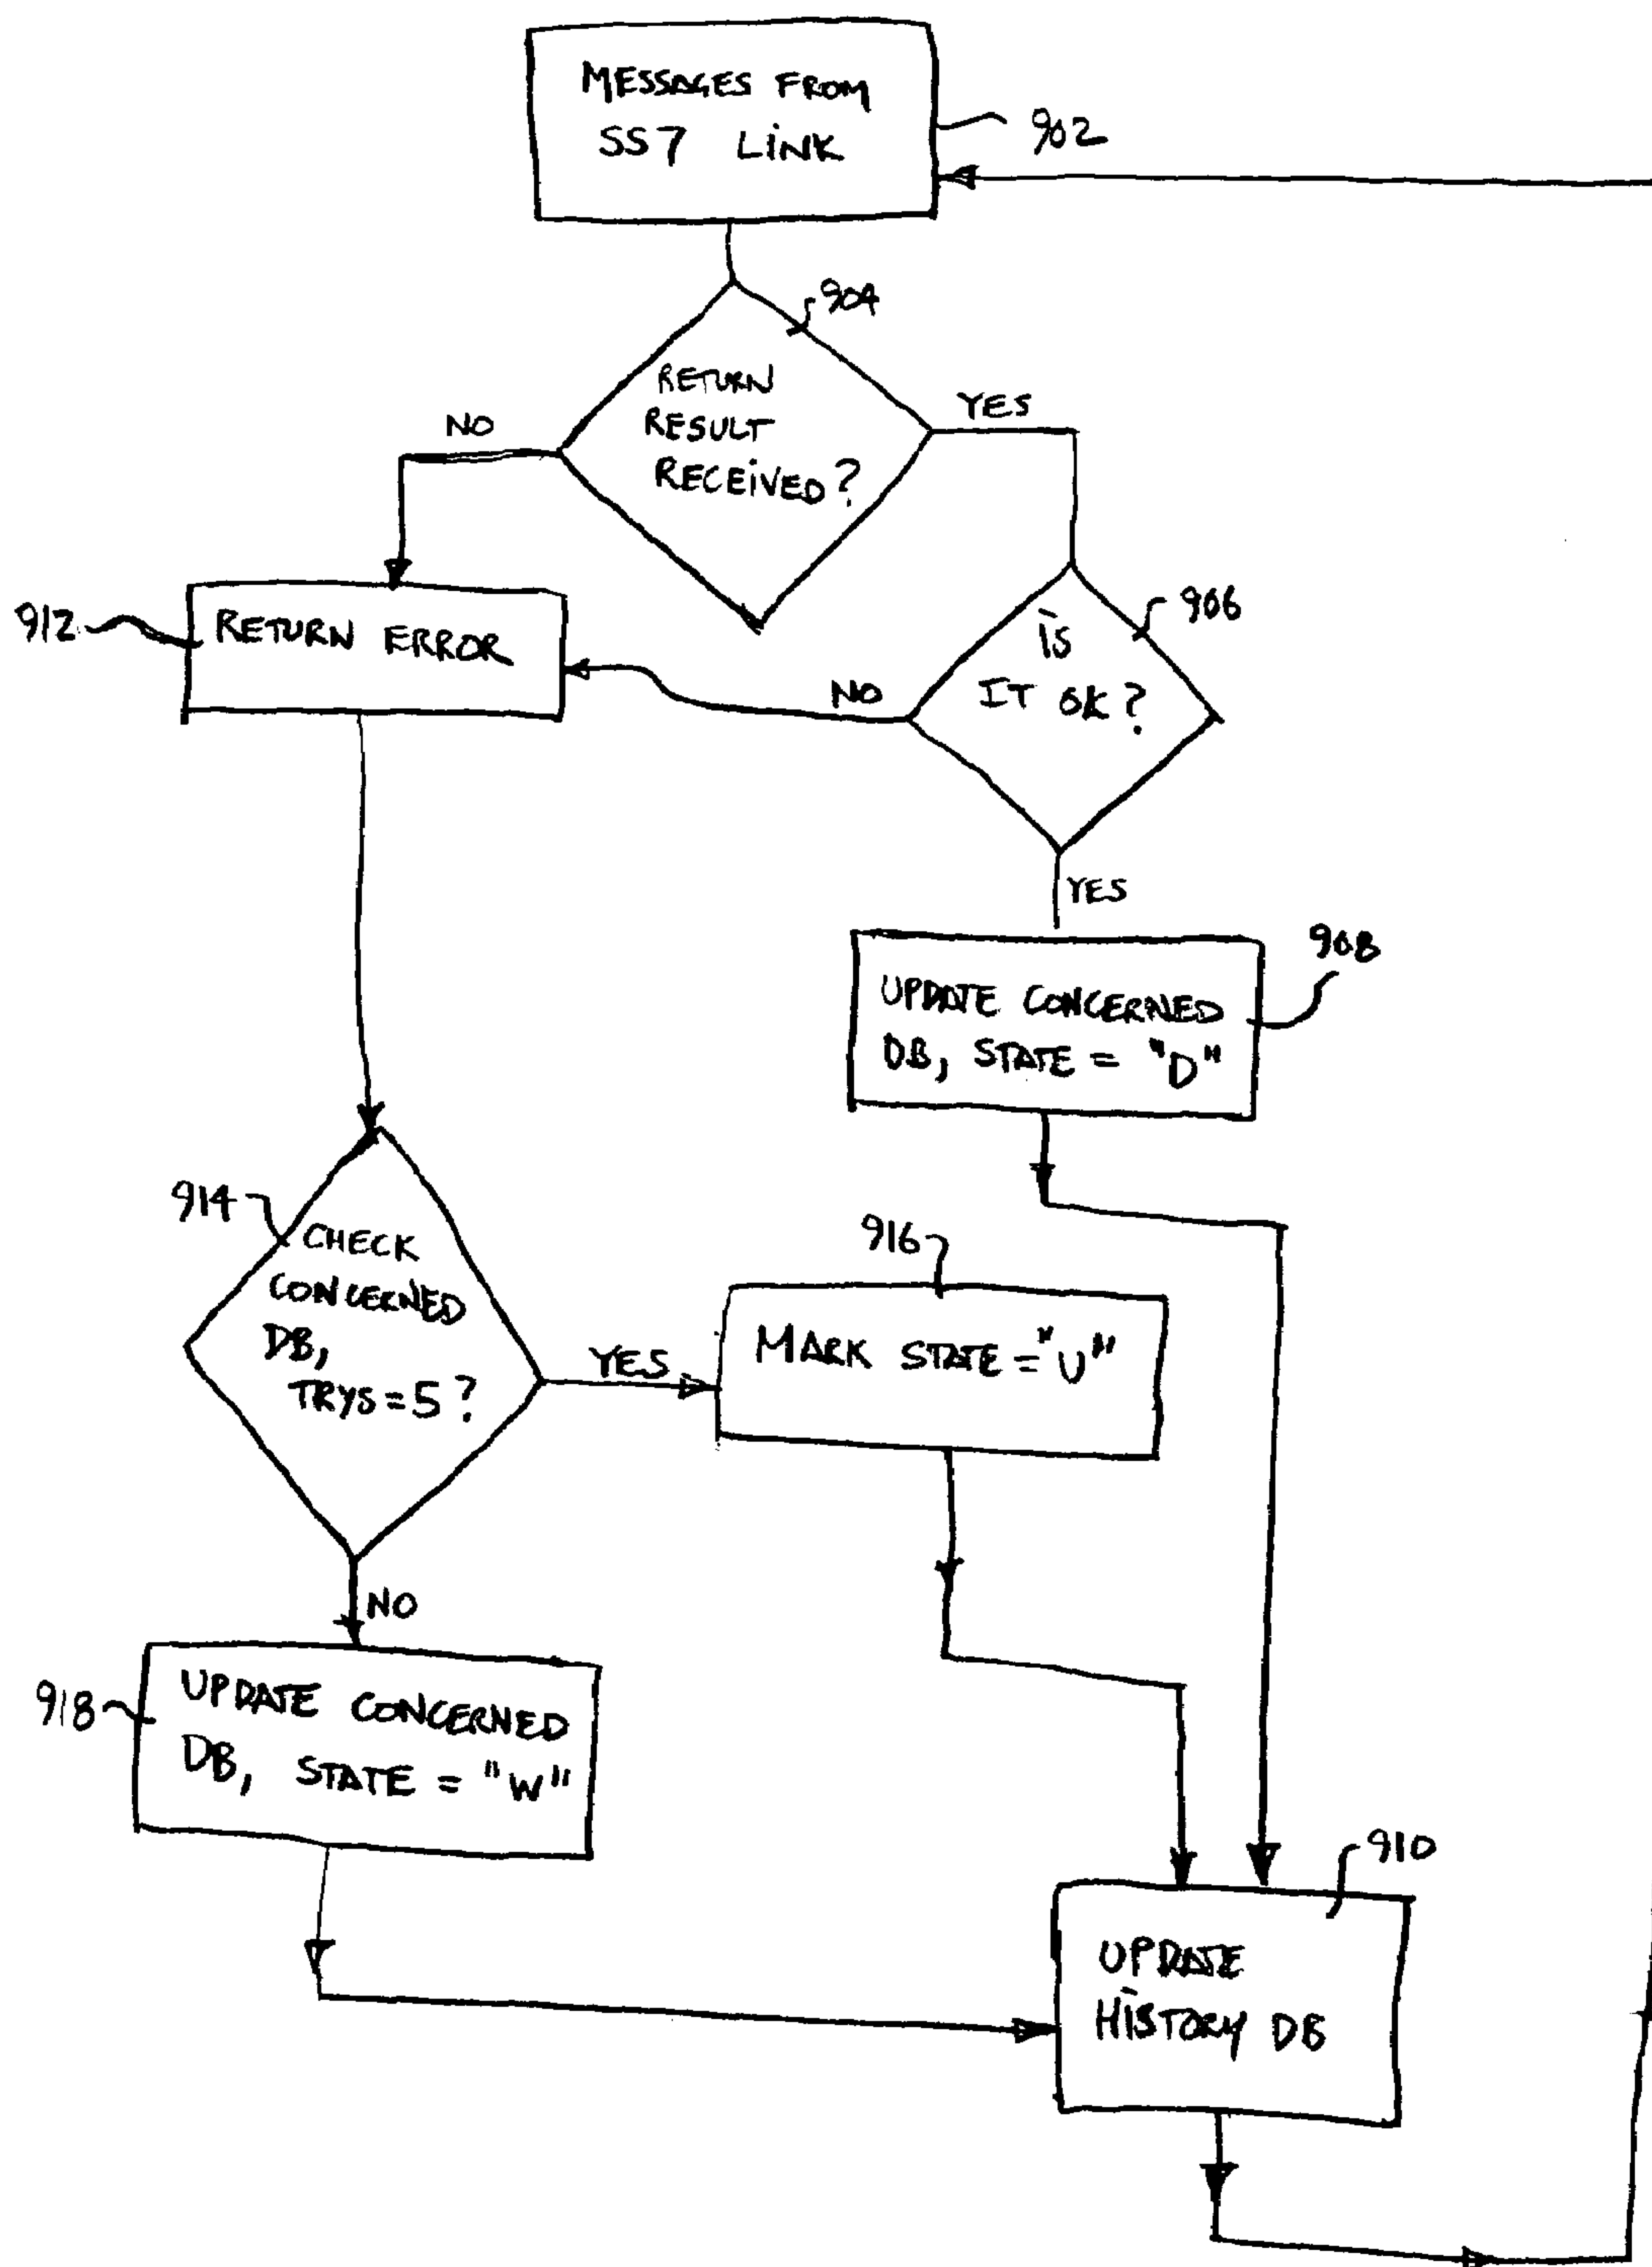 MESSAGES FROM
SS7 LINK
902
904
RETURN
RESULT
RECEIVED?
NO
YES
912
RETURN ERROR
906
IS
IT OK?
NO
YES
908
UPDATE CONCERNED
DB, STATE = "D"
914
CHECK
CONCERNED
DB,
TRYS=5?
YES
916
MARK STATE = "U"
NO
918
UPDATE CONCERNED
DB, STATE = "W"
910
UPDATE
HISTORY DB